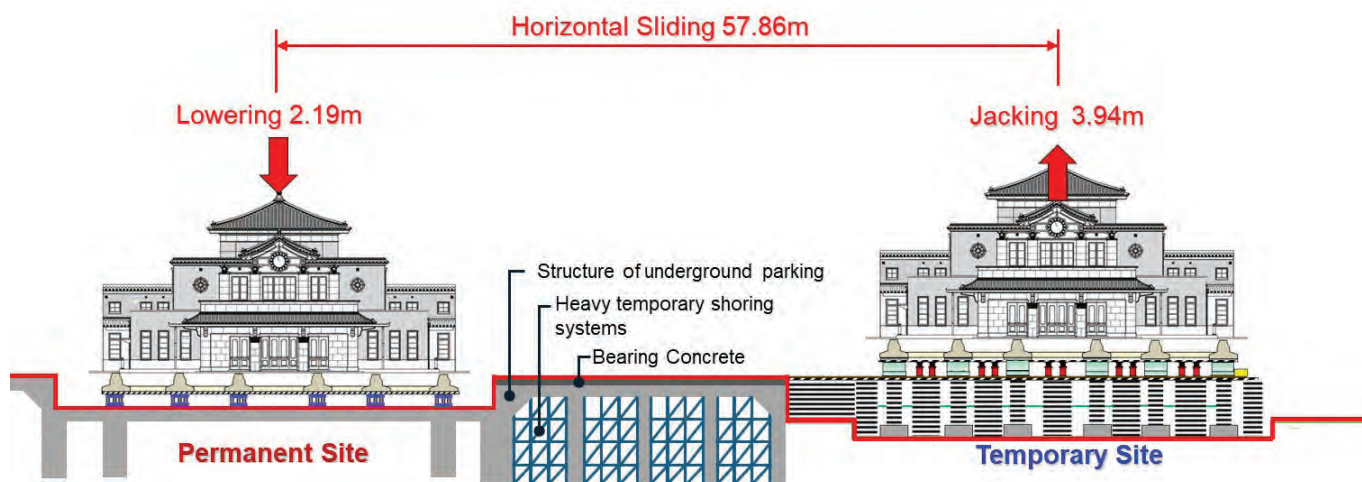 Horizontal Sliding 57.86m
Lowering 2.19m
Jacking 3.94m
Structure of underground parking
Heavy temporary shoring
systems
Bearing Concrete
Permanent Site
Temporary Site